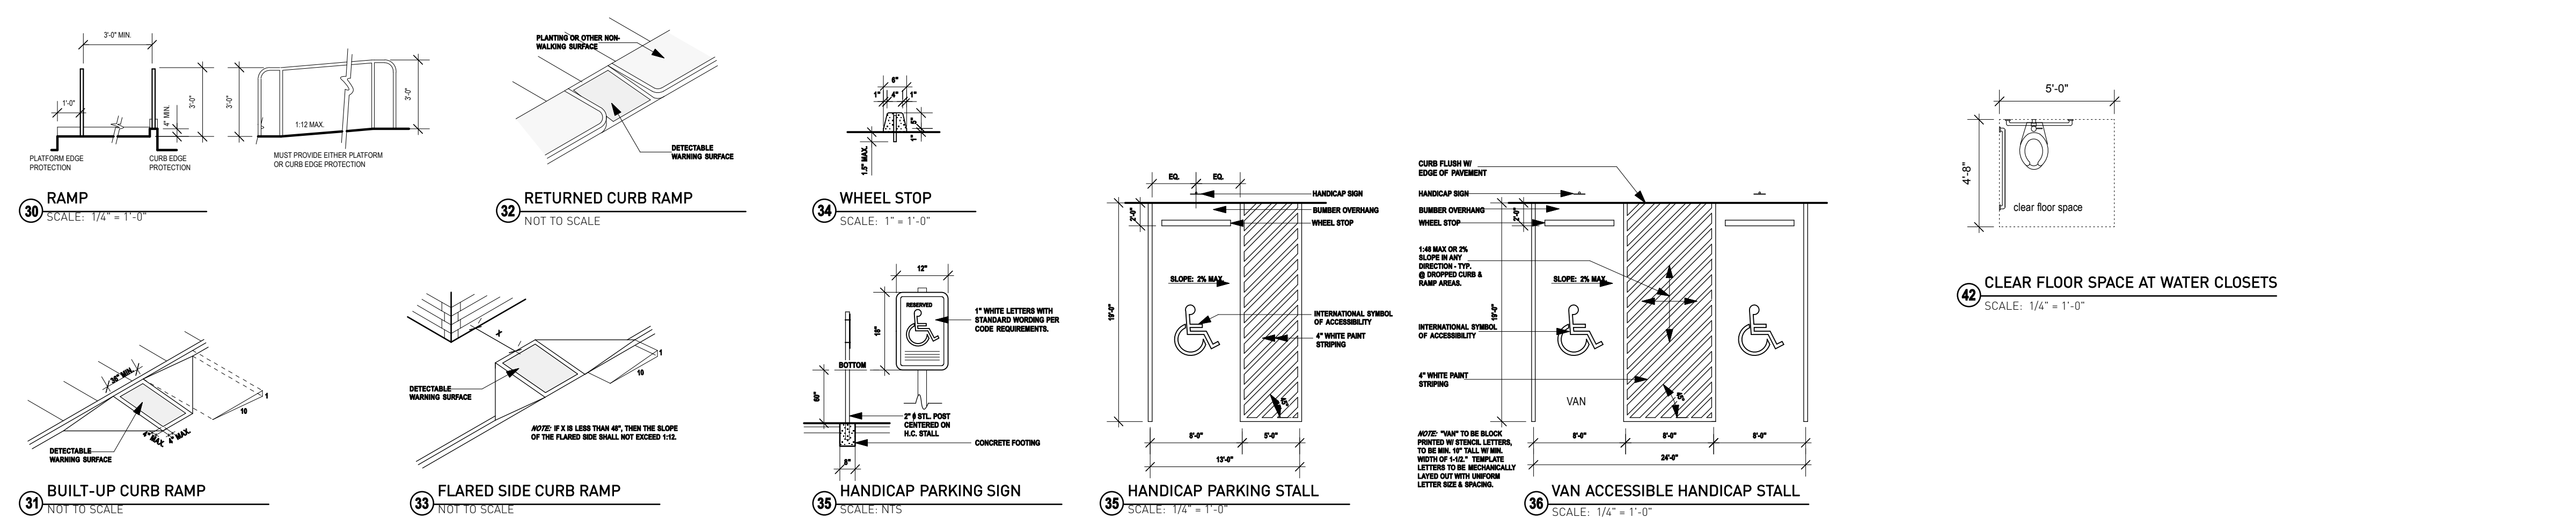 3'-0" MIN.
1'-0"
4" MIN.
3'-0"
3'-0"
3'-0"
1:12 MAX.
PLATFORM EDGE
PROTECTION
CURB EDGE
PROTECTION
MUST PROVIDE EITHER PLATFORM
OR CURB EDGE PROTECTION
30
RAMP
SCALE: 1/4" = 1'-0"
PLANTING OR OTHER NON-
WALKING SURFACE
DETECTABLE
WARNING SURFACE
32
RETURNED CURB RAMP
NOT TO SCALE
6"
1"
4"
1"
5"
1"
1.5" MAX.
34
WHEEL STOP
SCALE: 1" = 1'-0"
36" MIN.
1
10
4" MAX.
4" MAX.
DETECTABLE
WARNING SURFACE
31
BUILT-UP CURB RAMP
NOT TO SCALE
X
1
10
DETECTABLE
WARNING SURFACE
NOTE: IF X IS LESS THAN 48", THEN THE SLOPE
OF THE FLARED SIDE SHALL NOT EXCEED 1:12.
33
FLARED SIDE CURB RAMP
NOT TO SCALE
12"
18"
RESERVED
1" WHITE LETTERS WITH
STANDARD WORDING PER
CODE REQUIREMENTS.
BOTTOM
60"
2" ϕ STL. POST
CENTERED ON
H.C. STALL
CONCRETE FOOTING
8"
35
HANDICAP PARKING SIGN
SCALE: NTS
EQ.
EQ.
HANDICAP SIGN
BUMBER OVERHANG
WHEEL STOP
2'-0"
19'-0"
SLOPE: 2% MAX.
INTERNATIONAL SYMBOL
OF ACCESSIBILITY
4" WHITE PAINT
STRIPING
45°
8'-0"
5'-0"
13'-0"
35
HANDICAP PARKING STALL
SCALE: 1/4" = 1'-0"
CURB FLUSH W/
EDGE OF PAVEMENT
HANDICAP SIGN
BUMBER OVERHANG
WHEEL STOP
2'-0"
1:48 MAX OR 2%
SLOPE IN ANY
DIRECTION - TYP.
@ DROPPED CURB &
RAMP AREAS.
SLOPE: 2% MAX.
19'-0"
INTERNATIONAL SYMBOL
OF ACCESSIBILITY
4" WHITE PAINT
STRIPING
VAN
45°
NOTE: "VAN" TO BE BLOCK
PRINTED W/ STENCIL LETTERS,
TO BE MIN. 10" TALL W/ MIN.
WIDTH OF 1-1/2." TEMPLATE
LETTERS TO BE MECHANICALLY
LAYED OUT WITH UNIFORM
LETTER SIZE & SPACING.
8'-0"
8'-0"
8'-0"
24'-0"
36
VAN ACCESSIBLE HANDICAP STALL
SCALE: 1/4" = 1'-0"
5'-0"
4'-8"
clear floor space
42
CLEAR FLOOR SPACE AT WATER CLOSETS
SCALE: 1/4" = 1'-0"